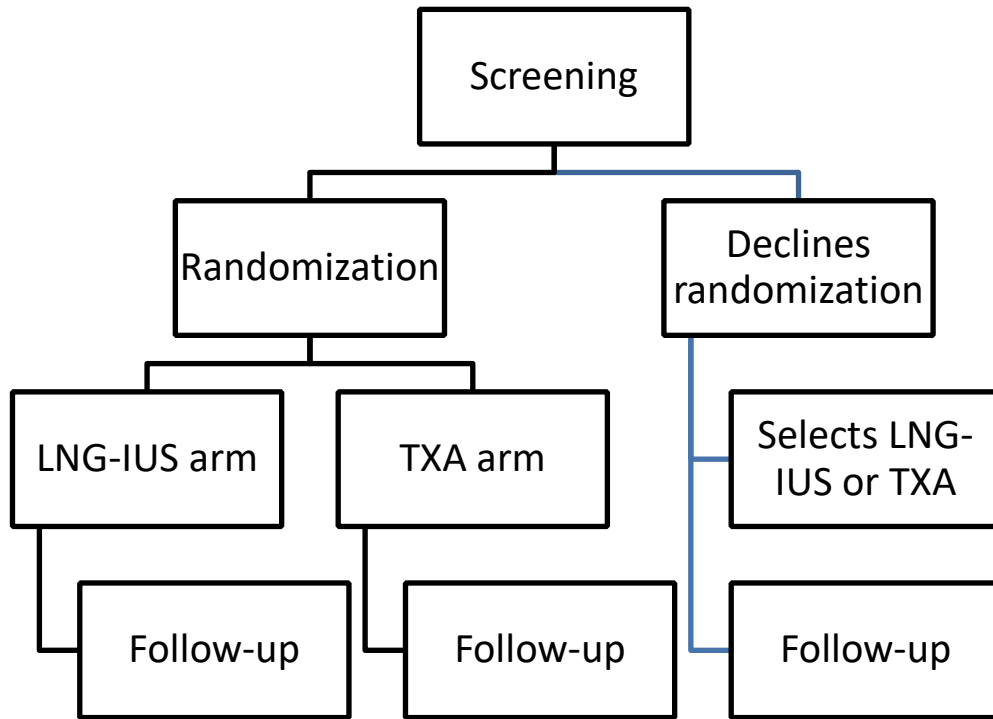 Screening
Randomization
Declines
randomization
LNG-IUS arm
TXA arm
Selects LNG-
IUS or TXA
Follow-up
Follow-up
Follow-up